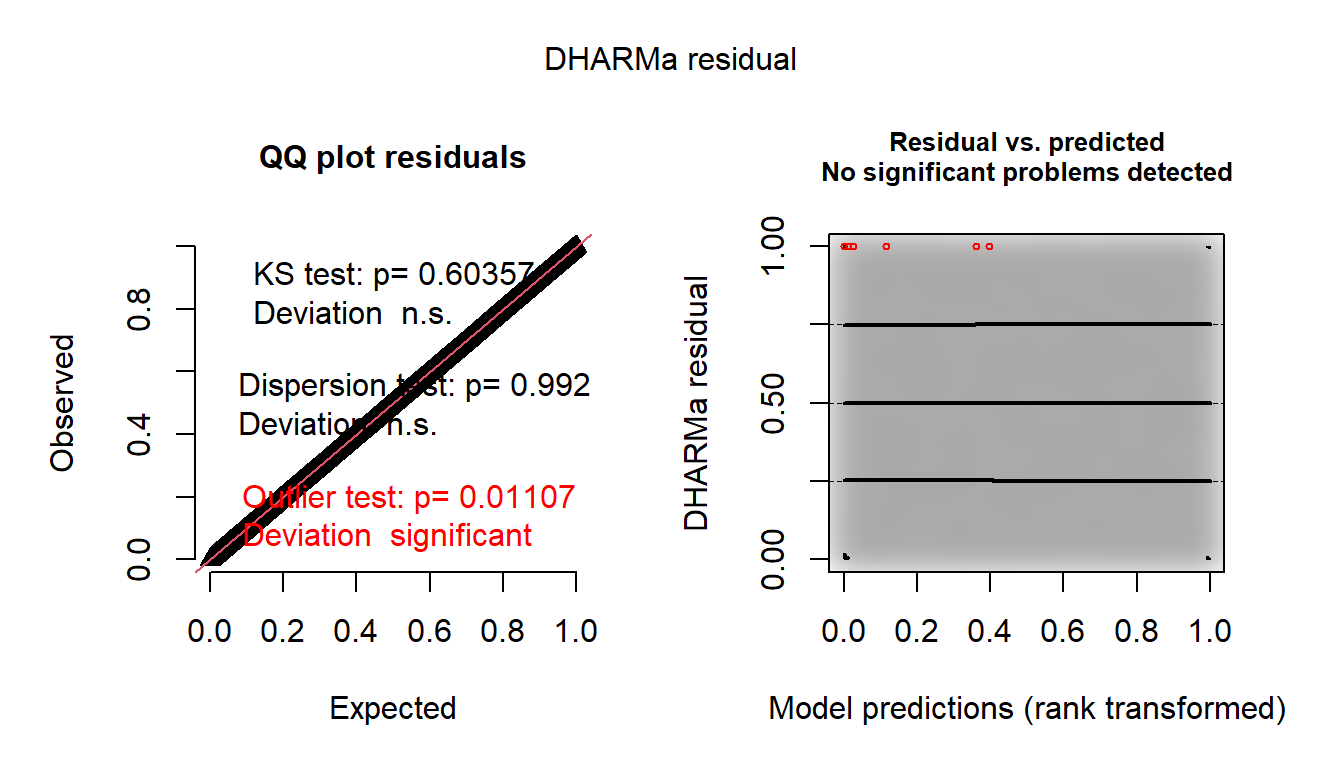 DHARMa residual
QQ plot residuals
KS test: p= 0.60357
Deviation  n.s.
Dispersion test: p= 0.992
Deviation  n.s.
Outlier test: p= 0.01107
Deviation  significant
Observed
0.0
0.4
0.8
0.0 0.2 0.4 0.6 0.8 1.0
Expected
Residual vs. predicted
No significant problems detected
DHARMa residual
0.00
0.50
1.00
0.0 0.2 0.4 0.6 0.8 1.0
Model predictions (rank transformed)